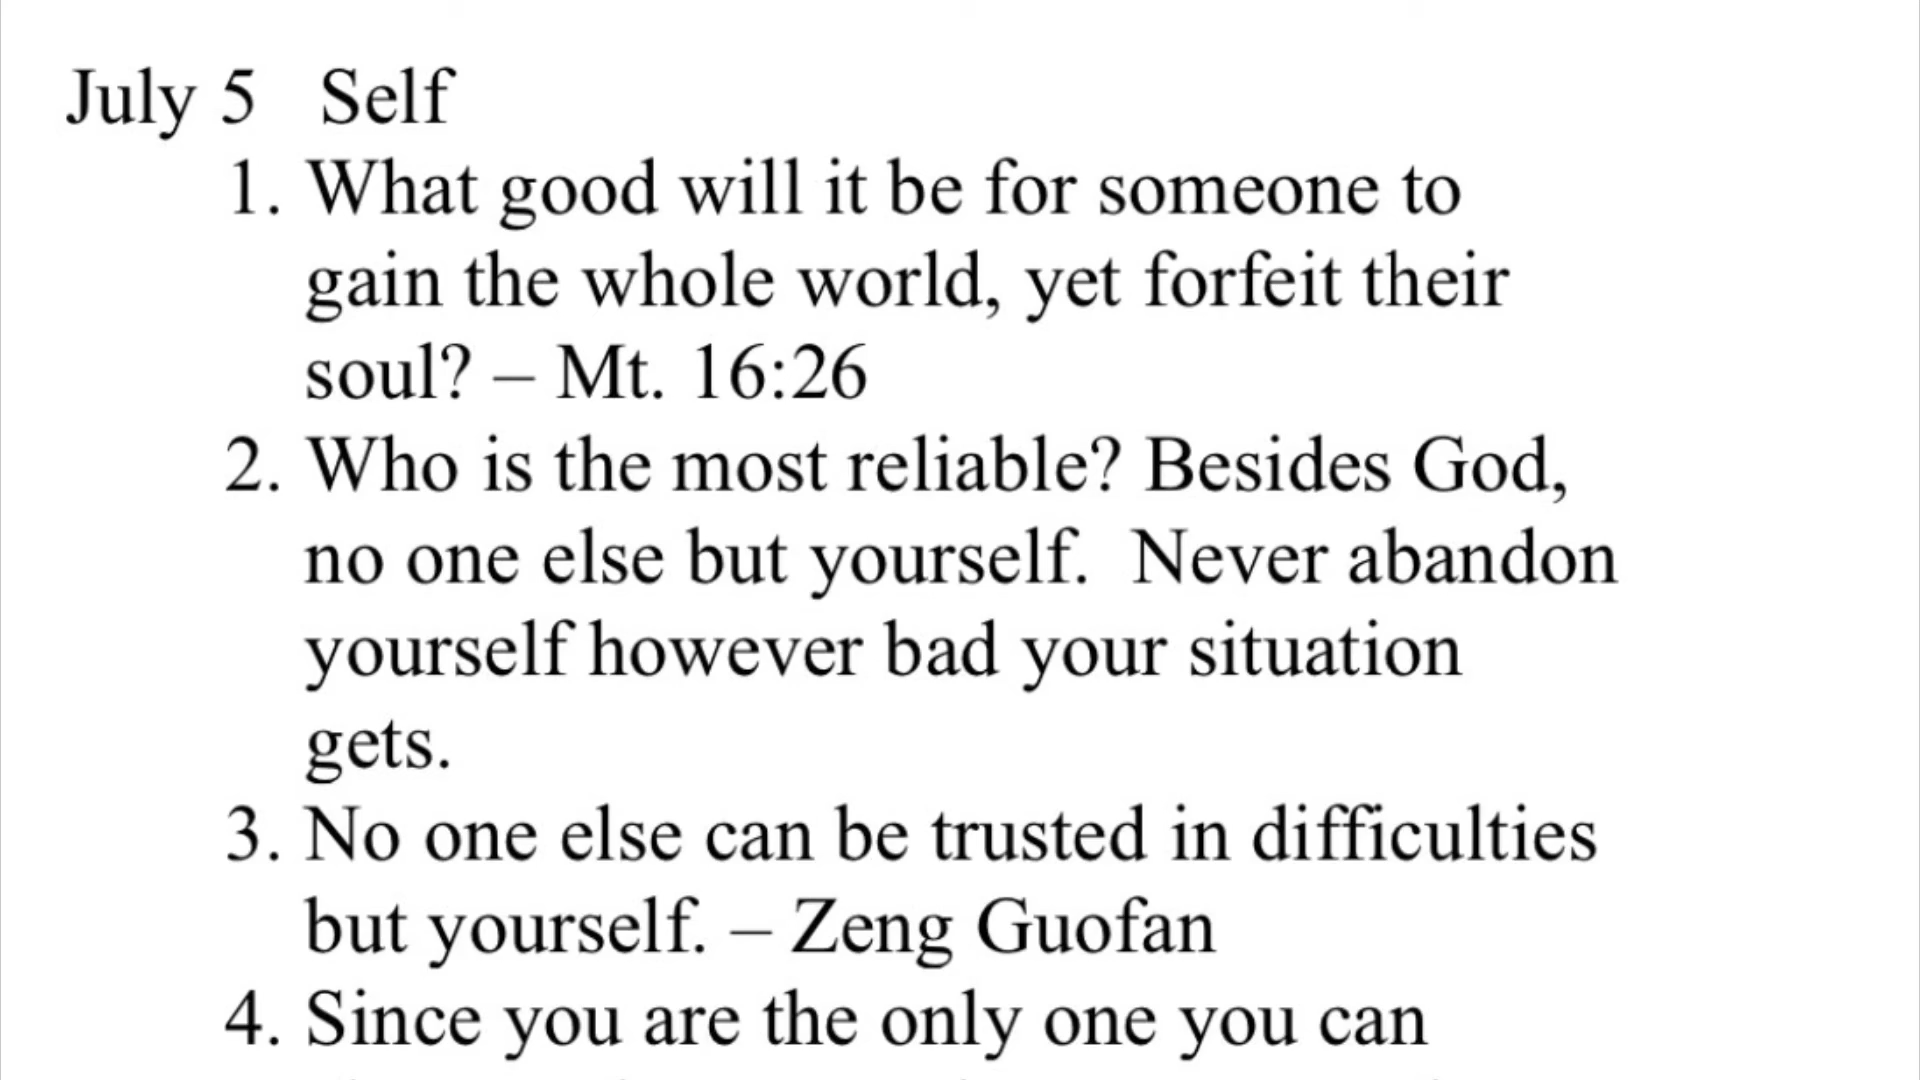 July 5   Self
1. What good will it be for someone to
gain the whole world, yet forfeit their
soul? – Mt. 16:26
2. Who is the most reliable? Besides God,
no one else but yourself.  Never abandon
yourself however bad your situation
gets.
3. No one else can be trusted in difficulties
but yourself. – Zeng Guofan
4. Since you are the only one you can